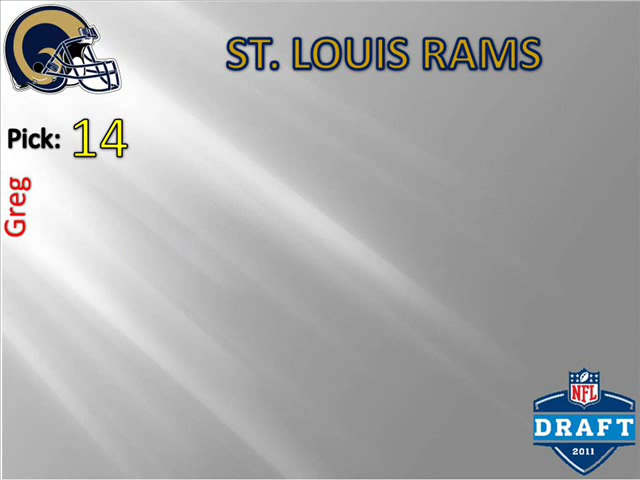 ST. LOUIS RAMS
Pick: 14
Greg
NFL
DRAFT
2011